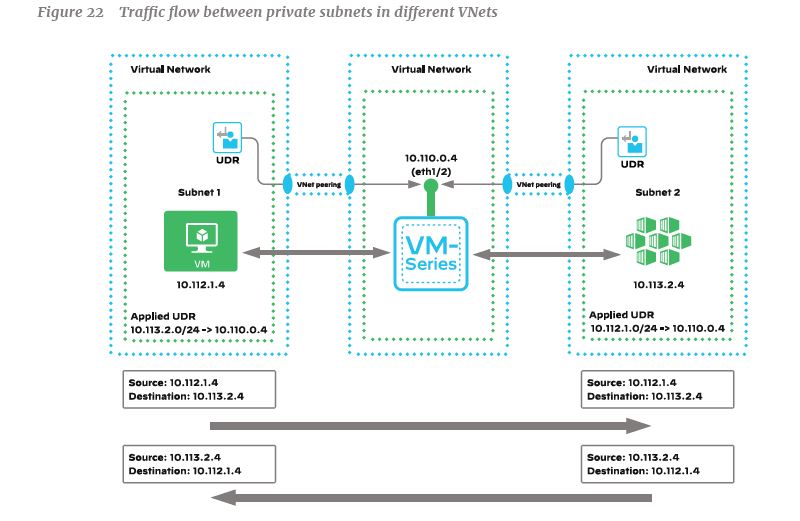 Figure 22 Traffic flow between private subnets in different VNets
Virtual Network
Virtual Network
Virtual Network
UDR
10.110.0.4
(eth1/2)
UDR
VNet peering
VNet peering
Subnet 1
Subnet 2
VM
VM-
Series
10.112.1.4
10.113.2.4
Applied UDR
10.113.2.0/24 -> 10.110.0.4
Applied UDR
10.112.1.0/24 -> 10.110.0.4
Source: 10.112.1.4
Destination: 10.113.2.4
Source: 10.112.1.4
Destination: 10.113.2.4
Source: 10.113.2.4
Destination: 10.112.1.4
Source: 10.113.2.4
Destination: 10.112.1.4